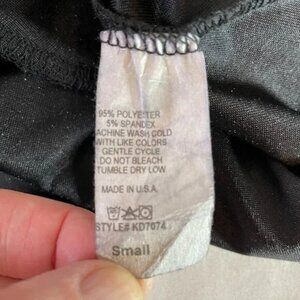 95% POLYESTER
5% SPANDEX
ACHINE WASH COLD
WITH LIKE COLORS
GENTLE CYCLE
DO NOT BLEACH
TUMBLE DRY LOW
MADE IN U.S.A.
STYLE# KD7074
Small